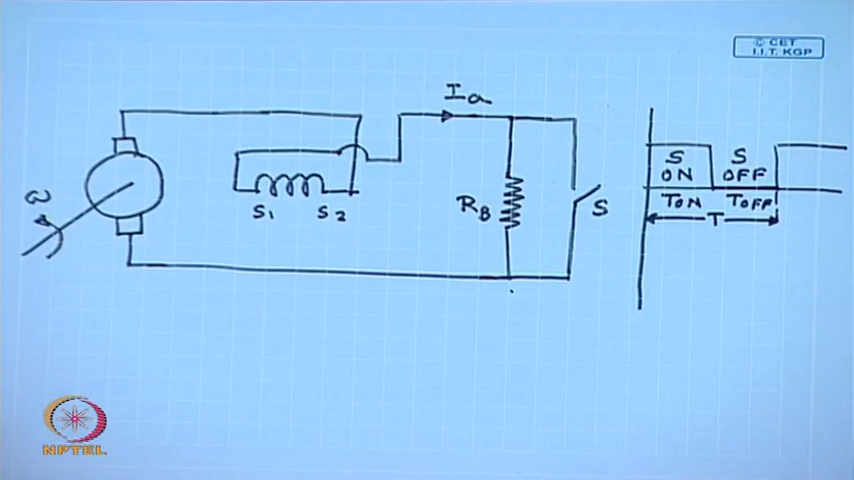 © CET
I.I.T. KGP
Ia
ω
S1 S2
RB
S
S ON
S OFF
TON TOFF
T
NPTEL